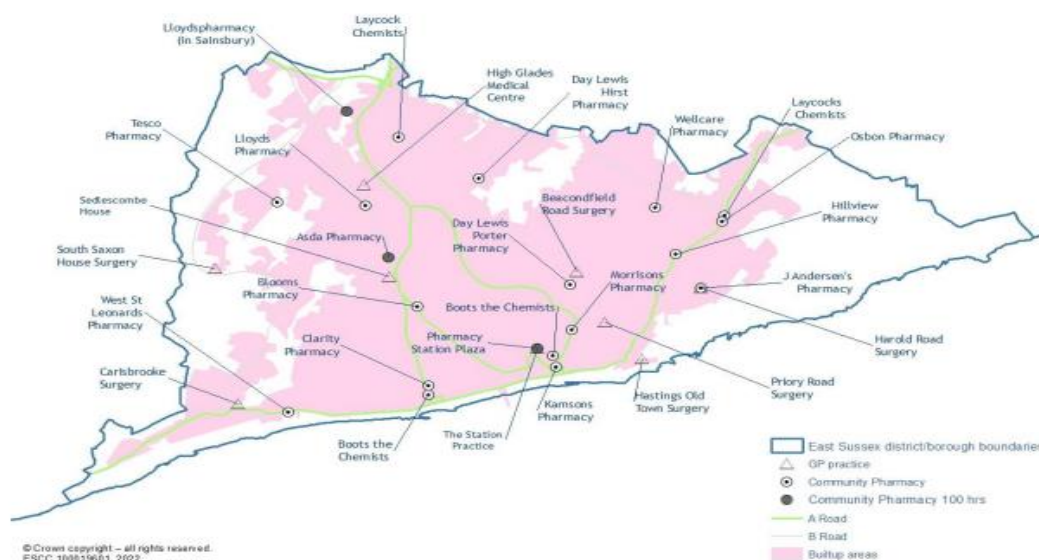 Lloydspharmacy
(in Sainsbury)
Laycock
Chemists
High Glades
Medical
Centre
Day Lewis
Hirst
Pharmacy
Wellcare
Pharmacy
Laycocks
Chemists
Osbon Pharmacy
Tesco
Pharmacy
Lloyds
Pharmacy
Sedlescombe
House
Beacondfield
Road Surgery
Hillview
Pharmacy
Asda Pharmacy
Day Lewis
Porter
Pharmacy
South Saxon
House Surgery
Blooms
Pharmacy
Morrisons
Pharmacy
J Andersen's
Pharmacy
West St
Leonards
Pharmacy
Boots the Chemists
Clarity
Pharmacy
Pharmacy
Station Plaza
Harold Road
Surgery
Carlsbrooke
Surgery
Priory Road
Surgery
Kamsons
Pharmacy
Hastings Old
Town Surgery
Boots the
Chemists
The Station
Practice
East Sussex district/borough boundaries
GP practice
Community Pharmacy
Community Pharmacy 100 hrs
A Road
B Road
Builtup areas
© Crown copyright – all rights reserved.
ESCC 100019601, 2022